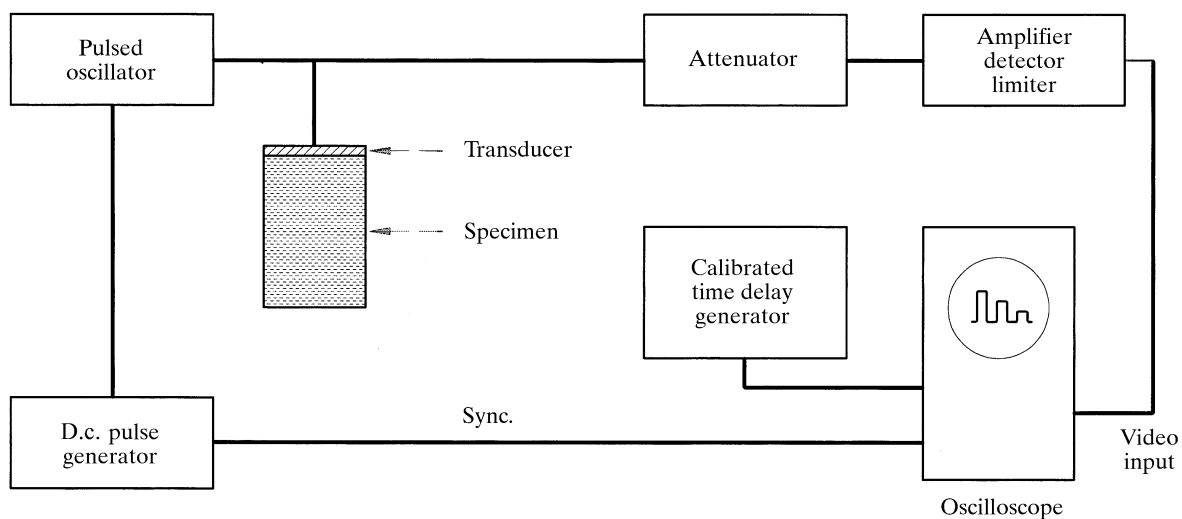 Pulsed
oscillator
Attenuator
Amplifier
detector
limiter
Transducer
Specimen
Calibrated
time delay
generator
D.c. pulse
generator
Sync.
Video
input
Oscilloscope